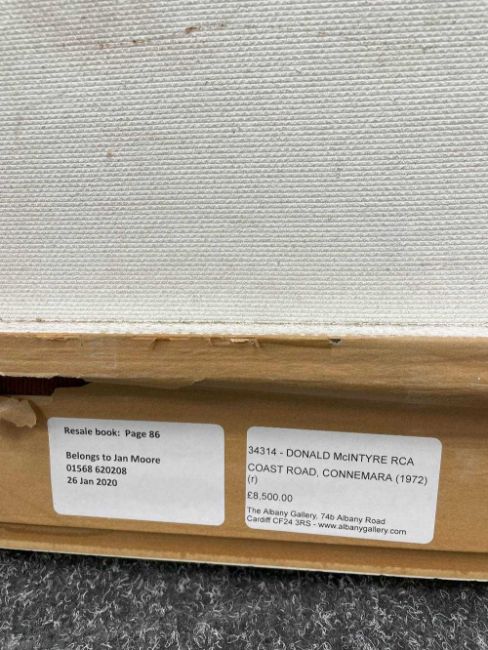 Resale book: Page 86
Belongs to Jan Moore
01568 620208
26 Jan 2020
34314 - DONALD McINTYRE RCA
COAST ROAD, CONNEMARA (1972)
(r)
£8,500.00
The Albany Gallery, 74b Albany Road
Cardiff CF24 3RS - www.albanygallery.com